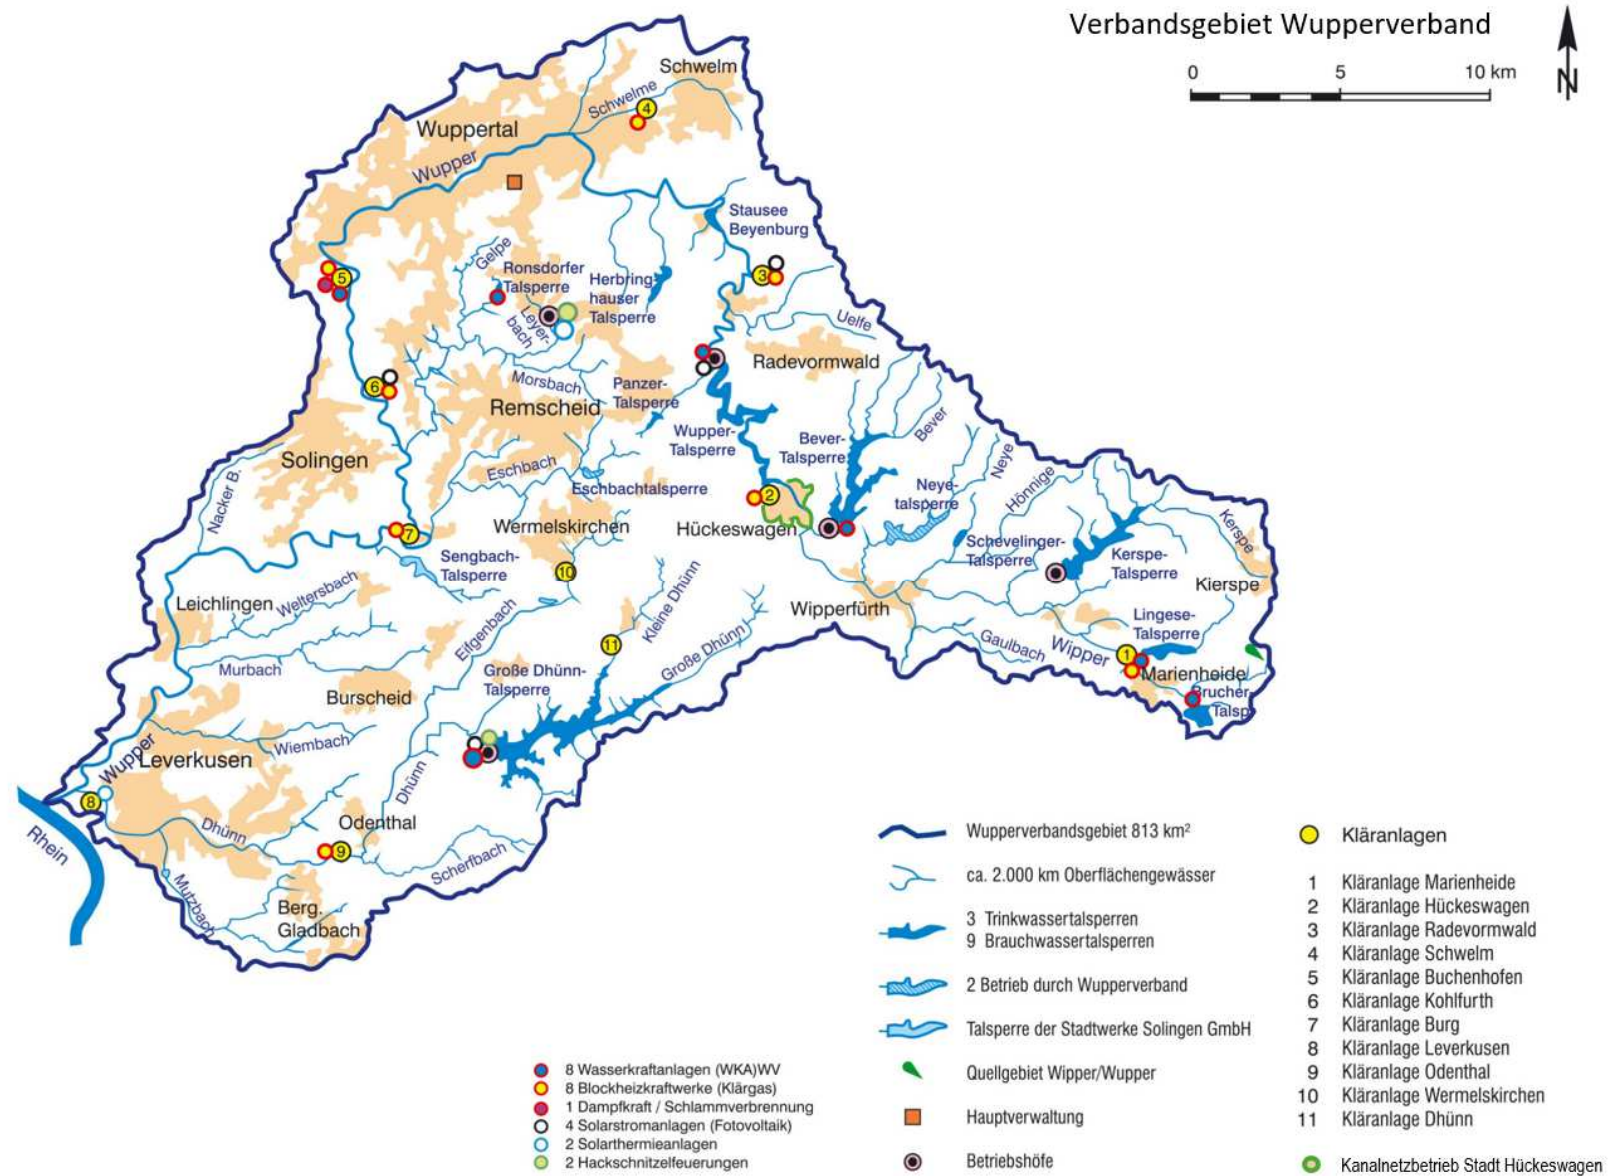 Verbandsgebiet Wupperverband
0 5 10 km
N
Schwelm
Schwelme
4
Wuppertal
Wupper
Stausee
Beyenburg
Gelpe
Ronsdorfer
Talsperre
Herbring-
hauser
Talsperre
Leyer-
bach
3
5
Uelfe
Radevormwald
6
Morsbach
Panzer-
Talsperre
Remscheid
Wupper-
Talsperre
Bever-
Talsperre
Bever
Solingen
Eschbach
Eschbachtalsperre
Neye-
talsperre
Neye
Hönnige
Nacker B.
2
Wermelskirchen
Hückeswagen
7
Sengbach-
Talsperre
10
Schevelinger-
Talsperre
Kerspe-
Talsperre
Kerspe
Kierspe
Leichlingen
Weltersbach
Eifgenbach
Kleine Dhünn
Wipperfürth
Lingese-
Talsperre
11
Große Dhünn
Gaulbach
Wipper
1
Murbach
Große Dhünn-
Talsperre
Marienheide
Brucher-
Talsp.
Burscheid
Wiembach
Wupper
Leverkusen
Dhünn
8
Rhein
Dhünn
Odenthal
9
Scherfbach
Mutzbach
Berg.
Gladbach
Wupperverbandsgebiet 813 km²
ca. 2.000 km Oberflächengewässer
3 Trinkwassertalsperren
9 Brauchwassertalsperren
2 Betrieb durch Wupperverband
Talsperre der Stadtwerke Solingen GmbH
Quellgebiet Wipper/Wupper
Hauptverwaltung
Betriebshöfe
8 Wasserkraftanlagen (WKA)WV
8 Blockheizkraftwerke (Klärgas)
1 Dampfkraft / Schlammverbrennung
4 Solarstromanlagen (Fotovoltaik)
2 Solarthermieanlagen
2 Hackschnitzelfeuerungen
Kläranlagen
1 Kläranlage Marienheide
2 Kläranlage Hückeswagen
3 Kläranlage Radevormwald
4 Kläranlage Schwelm
5 Kläranlage Buchenhofen
6 Kläranlage Kohlfurth
7 Kläranlage Burg
8 Kläranlage Leverkusen
9 Kläranlage Odenthal
10 Kläranlage Wermelskirchen
11 Kläranlage Dhünn
Kanalnetzbetrieb Stadt Hückeswagen